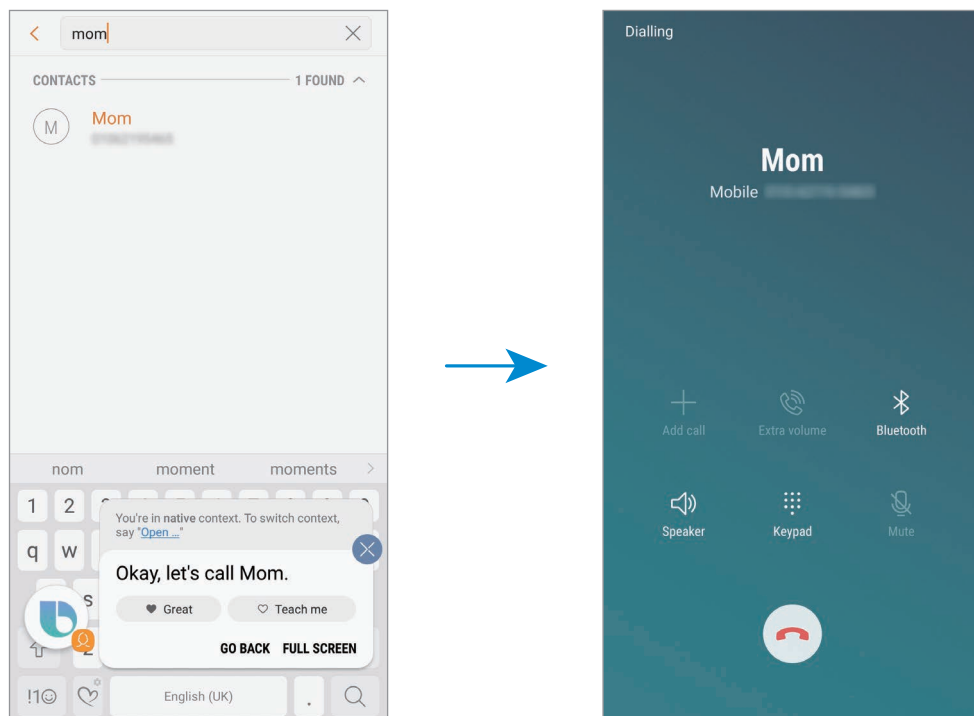 mom
CONTACTS 1 FOUND
M Mom
nom moment moments
1 2
q w
You're in native context. To switch context,
say "Open ..."
Okay, let's call Mom.
s
Great Teach me
GO BACK FULL SCREEN
!1☺ English (UK) .
Dialling
Mom
Mobile
Add call Extra volume Bluetooth
Speaker Keypad Mute